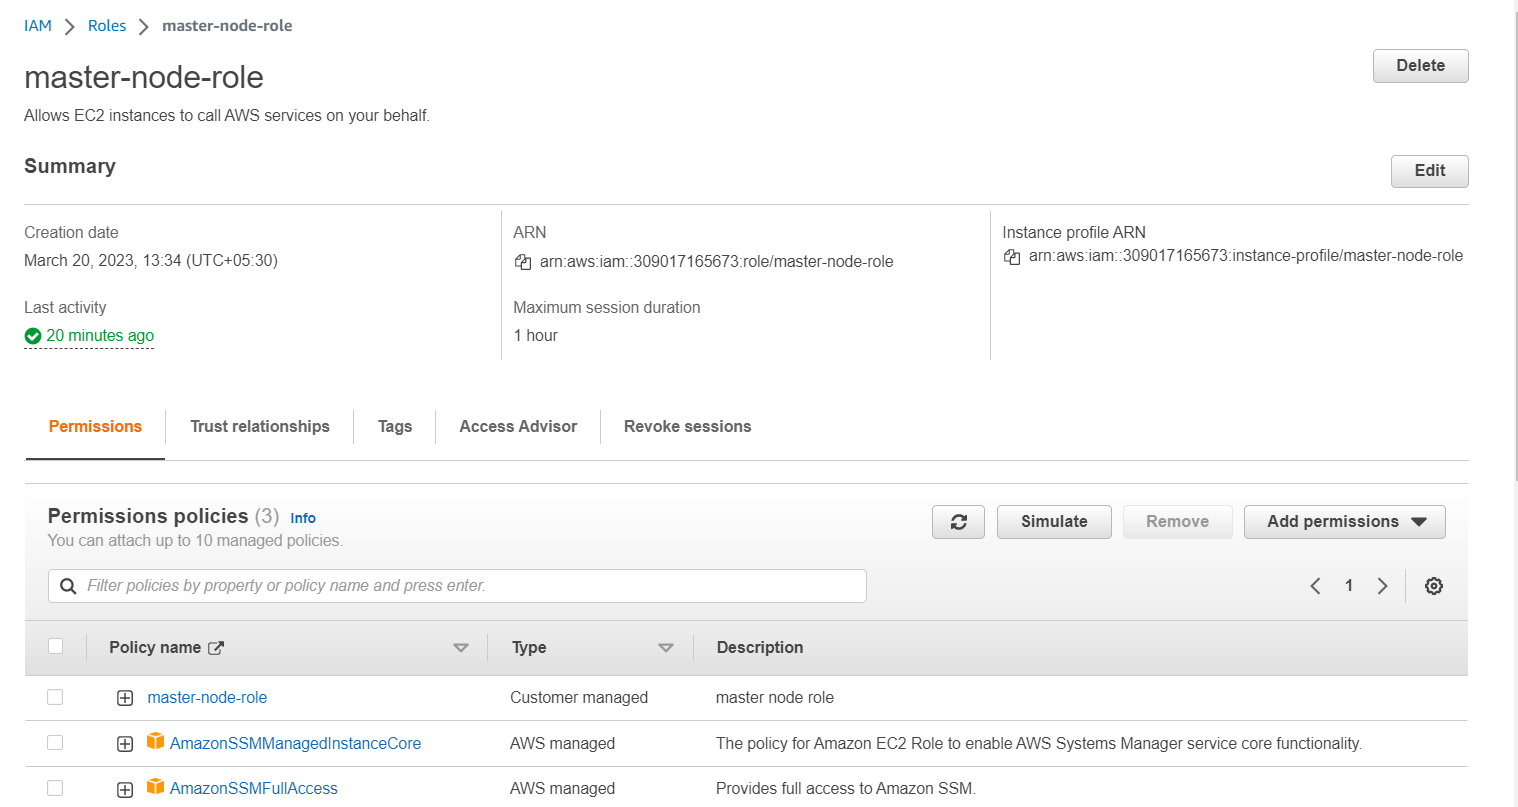 IAM > Roles > master-node-role
master-node-role
Delete
Allows EC2 instances to call AWS services on your behalf.
Summary
Edit
Creation date
March 20, 2023, 13:34 (UTC+05:30)
Last activity
20 minutes ago
ARN
arn:aws:iam::309017165673:role/master-node-role
Maximum session duration
1 hour
Instance profile ARN
arn:aws:iam::309017165673:instance-profile/master-node-role
Permissions Trust relationships Tags Access Advisor Revoke sessions
Permissions policies (3) Info
You can attach up to 10 managed policies.
Simulate Remove Add permissions
Filter policies by property or policy name and press enter.
1
Policy name Type Description
master-node-role Customer managed master node role
AmazonSSMManagedInstanceCore AWS managed The policy for Amazon EC2 Role to enable AWS Systems Manager service core functionality.
AmazonSSMFullAccess AWS managed Provides full access to Amazon SSM.